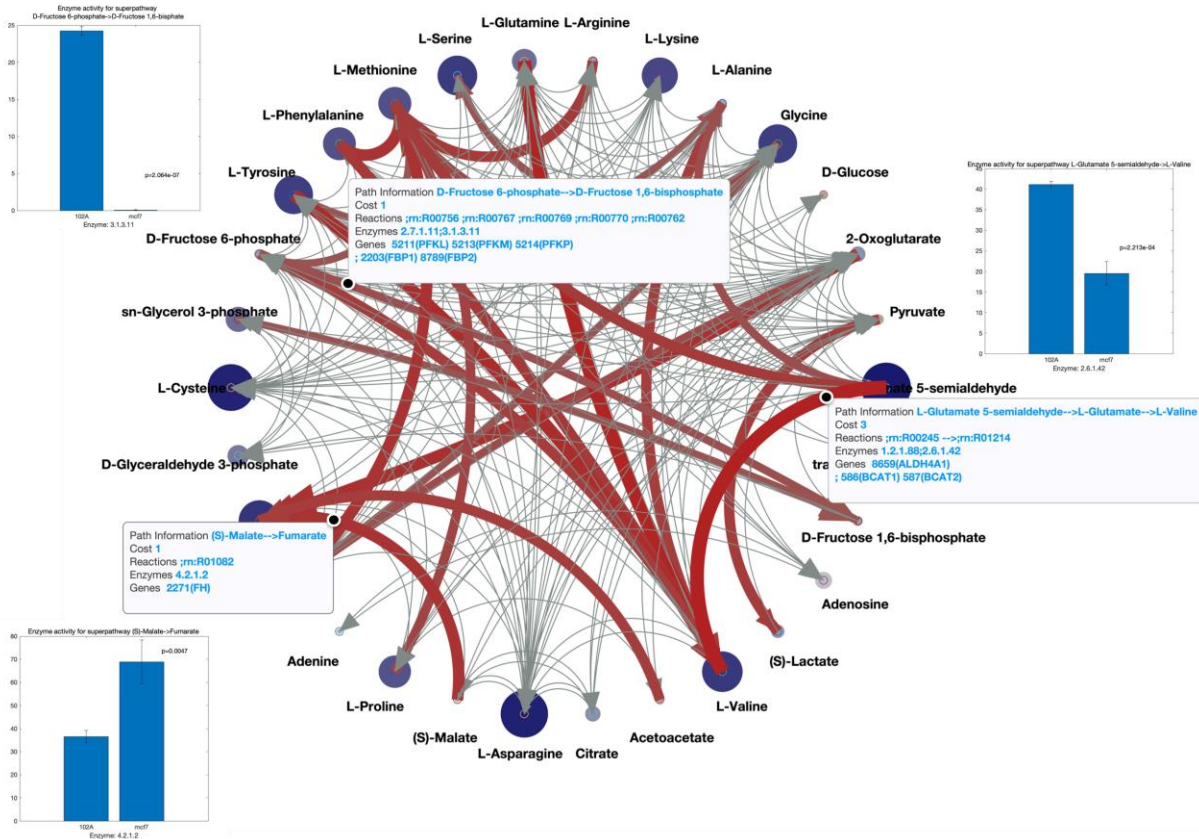 Enzyme activity for superpathway
D-Fructose 6-phosphate->D-Fructose 1,6-bisphate
25
20
15
10
5
0
p=2.064e-07
102A mcf7
Enzyme: 3.1.3.11
L-Glutamine L-Arginine
L-Serine
L-Lysine
L-Methionine
L-Alanine
L-Phenylalanine
Glycine
L-Tyrosine
D-Glucose
D-Fructose 6-phosphate
2-Oxoglutarate
sn-Glycerol 3-phosphate
Pyruvate
L-Cysteine
mate 5-semialdehyde
D-Glyceraldehyde 3-phosphate
tra
D-Fructose 1,6-bisphosphate
Adenosine
Adenine
(S)-Lactate
L-Proline
L-Valine
(S)-Malate
Acetoacetate
L-Asparagine
Citrate
Path Information D-Fructose 6-phosphate-->D-Fructose 1,6-bisphosphate
Cost 1
Reactions ;rn:R00756 ;rn:R00767 ;rn:R00769 ;rn:R00770 ;rn:R00762
Enzymes 2.7.1.11;3.1.3.11
Genes 5211(PFKL) 5213(PFKM) 5214(PFKP)
; 2203(FBP1) 8789(FBP2)
Enzyme activity for superpathway L-Glutamate 5-semialdehyde->L-Valine
45
40
35
30
25
20
15
10
5
0
p=2.213e-04
102A mcf7
Enzyme: 2.6.1.42
Path Information L-Glutamate 5-semialdehyde-->L-Glutamate-->L-Valine
Cost 3
Reactions ;rn:R00245 -->;rn:R01214
Enzymes 1.2.1.88;2.6.1.42
Genes 8659(ALDH4A1)
; 586(BCAT1) 587(BCAT2)
Path Information (S)-Malate-->Fumarate
Cost 1
Reactions ;rn:R01082
Enzymes 4.2.1.2
Genes 2271(FH)
Enzyme activity for superpathway (S)-Malate->Fumarate
80
70
60
50
40
30
20
10
0
p=0.0047
102A mcf7
Enzyme: 4.2.1.2